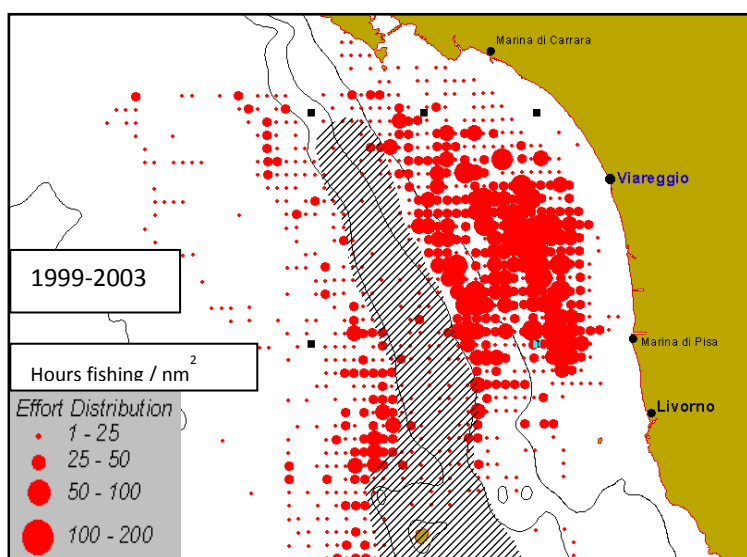 Marina di Carrara
Viareggio
1999-2003
Marina di Pisa
Hours fishing / nm²
Effort Distribution
1 - 25
25 - 50
50 - 100
100 - 200
Livorno